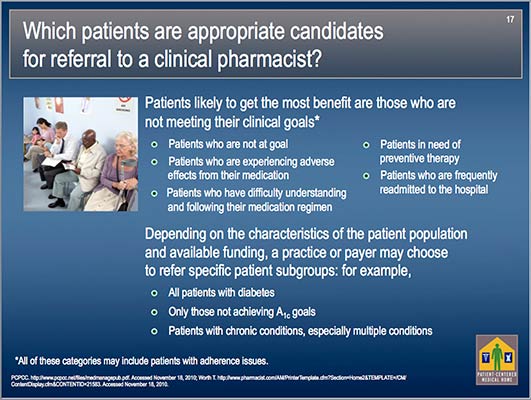 17
Which patients are appropriate candidates
for referral to a clinical pharmacist?
Patients likely to get the most benefit are those who are
not meeting their clinical goals*
Patients who are not at goal
Patients who are experiencing adverse
effects from their medication
Patients who have difficulty understanding
and following their medication regimen
Patients in need of
preventive therapy
Patients who are frequently
readmitted to the hospital
Depending on the characteristics of the patient population
and available funding, a practice or payer may choose
to refer specific patient subgroups: for example,
All patients with diabetes
Only those not achieving A1c goals
Patients with chronic conditions, especially multiple conditions
*All of these categories may include patients with adherence issues.
PATIENT-CENTERED
MEDICAL HOME
PCPCC. http://www.pcpcc.net/files/medmanagepub.pdf. Accessed November 18, 2010; Worth T. http://www.pharmacist.com/AM/PrinterTemplate.cfm?Section=Home2&TEMPLATE=/CM/
ContentDisplay.cfm&CONTENTID=21583. Accessed November 18, 2010.